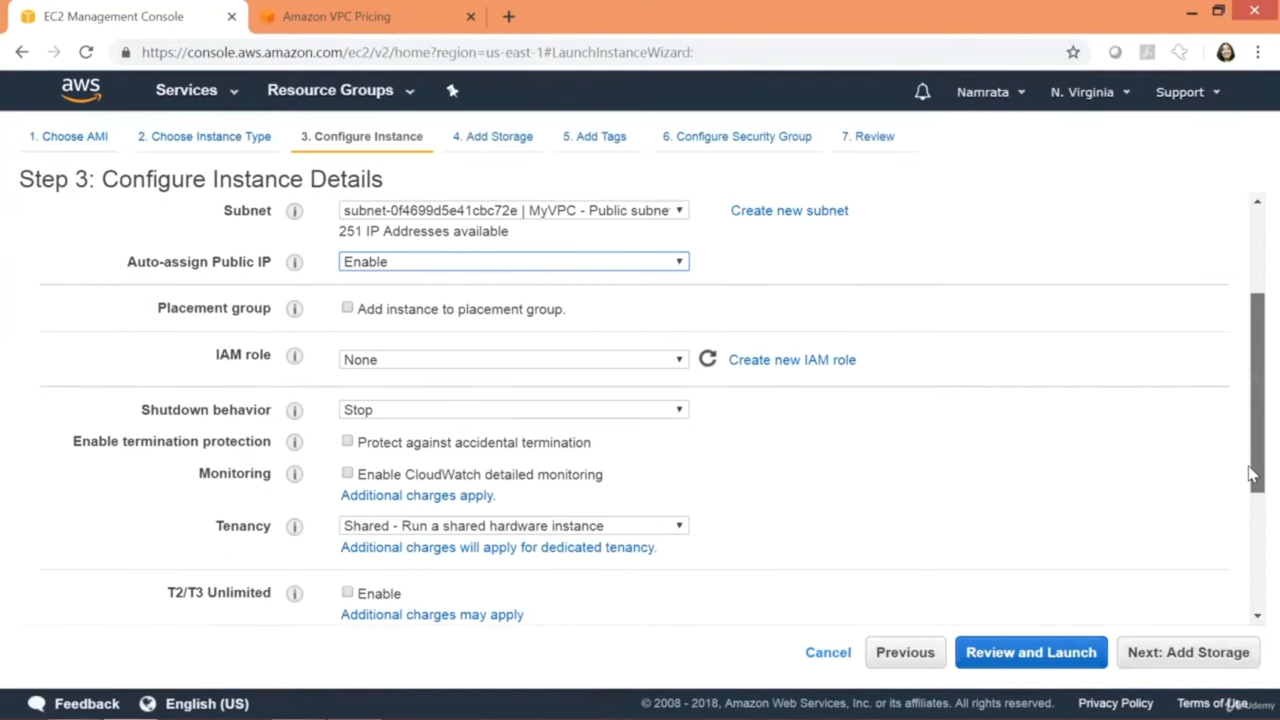 EC2 Management Console
Amazon VPC Pricing
https://console.aws.amazon.com/ec2/v2/home?region=us-east-1#LaunchInstanceWizard:
aws
Services
Resource Groups
Namrata
N. Virginia
Support
1. Choose AMI
2. Choose Instance Type
3. Configure Instance
4. Add Storage
5. Add Tags
6. Configure Security Group
7. Review
Step 3: Configure Instance Details
Subnet
subnet-0f4699d5e41cbc72e | MyVPC - Public subne
Create new subnet
251 IP Addresses available
Auto-assign Public IP
Enable
Placement group
Add instance to placement group.
IAM role
None
Create new IAM role
Shutdown behavior
Stop
Enable termination protection
Protect against accidental termination
Monitoring
Enable CloudWatch detailed monitoring
Additional charges apply.
Tenancy
Shared - Run a shared hardware instance
Additional charges will apply for dedicated tenancy.
T2/T3 Unlimited
Enable
Additional charges may apply
Cancel
Previous
Review and Launch
Next: Add Storage
Feedback
English (US)
© 2008 - 2018, Amazon Web Services, Inc. or its affiliates. All rights reserved.
Privacy Policy
Terms of Use
Udemy